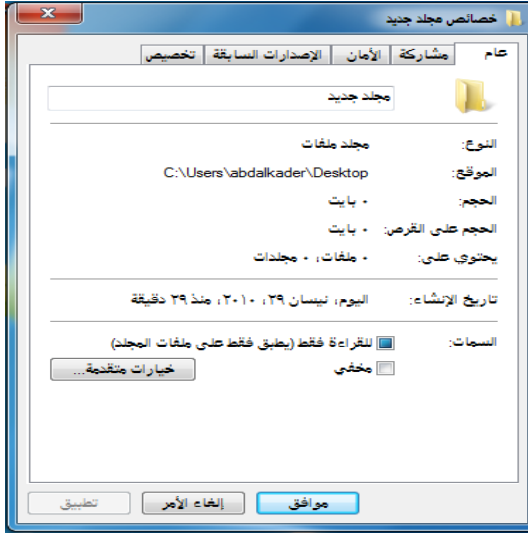 خصائص مجلد جديد
عام مشاركة الأمان الإصدارات السابقة تخصيص
مجلد جديد
النوع: مجلد ملفات
الموقع: C:\Users\abdalkader\Desktop
الحجم: ٠ بايت
الحجم على القرص: ٠ بايت
يحتوي على: ٠ ملفات، ٠ مجلدات
تاريخ الإنشاء: اليوم، نيسان ٢٩، ٢٠١٠، منذ ٢٩ دقيقة
السمات: للقراءة فقط (يطبق فقط على ملفات المجلد)
مخفي خيارات متقدمة...
موافق إلغاء الأمر تطبيق